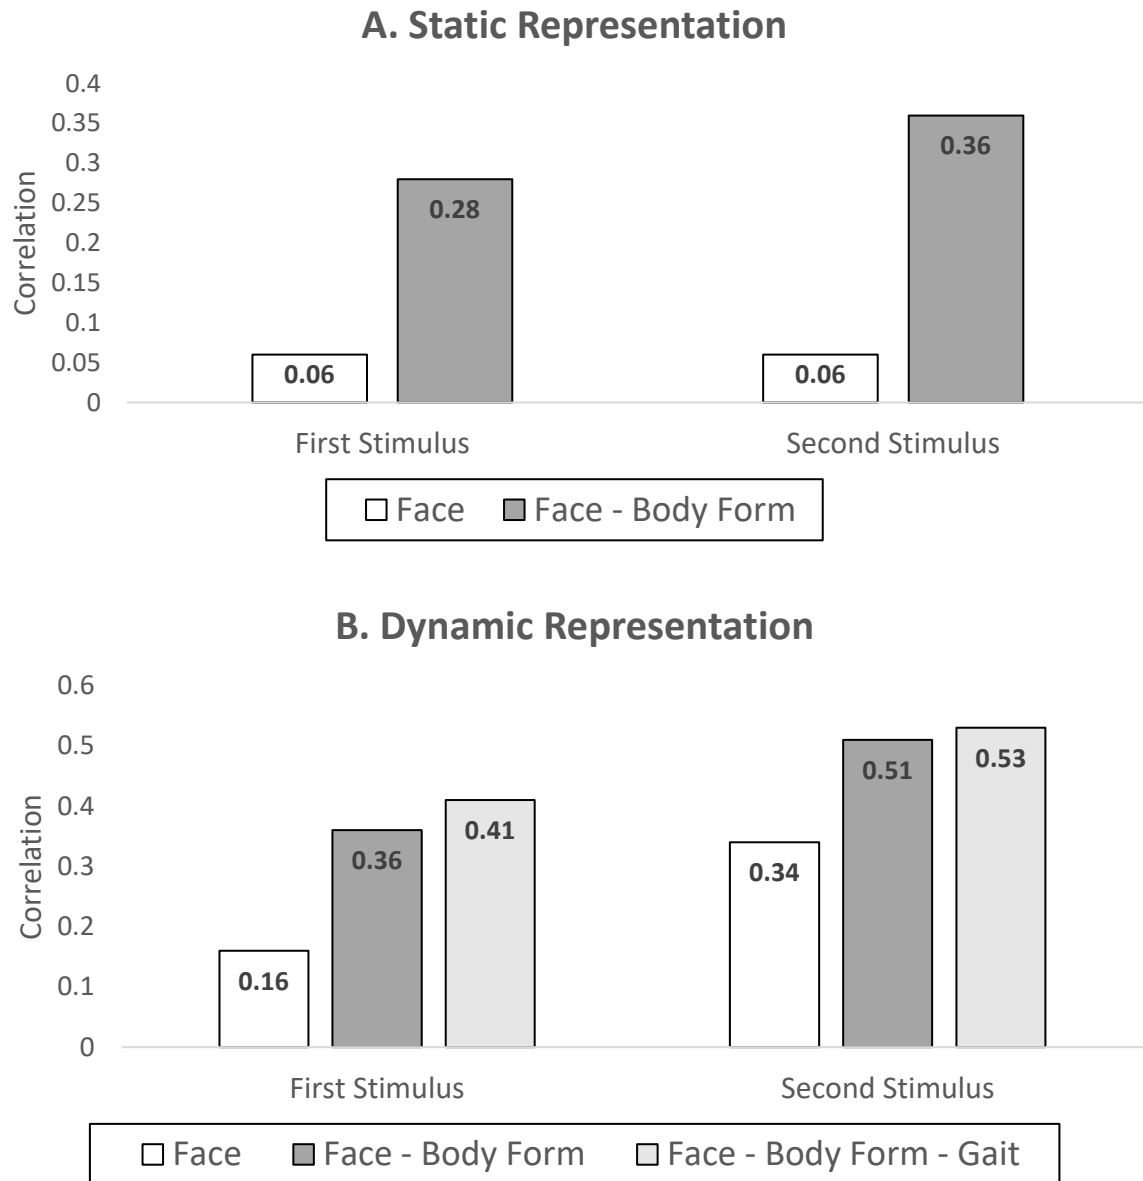 A. Static Representation
0.4
0.35
0.3
0.25
0.2
0.15
0.1
0.05
0
Correlation
0.06
0.28
0.06
0.36
First Stimulus
Second Stimulus
Face
Face - Body Form
B. Dynamic Representation
0.6
0.5
0.4
0.3
0.2
0.1
0
Correlation
0.16
0.36
0.41
0.34
0.51
0.53
First Stimulus
Second Stimulus
Face
Face - Body Form
Face - Body Form - Gait